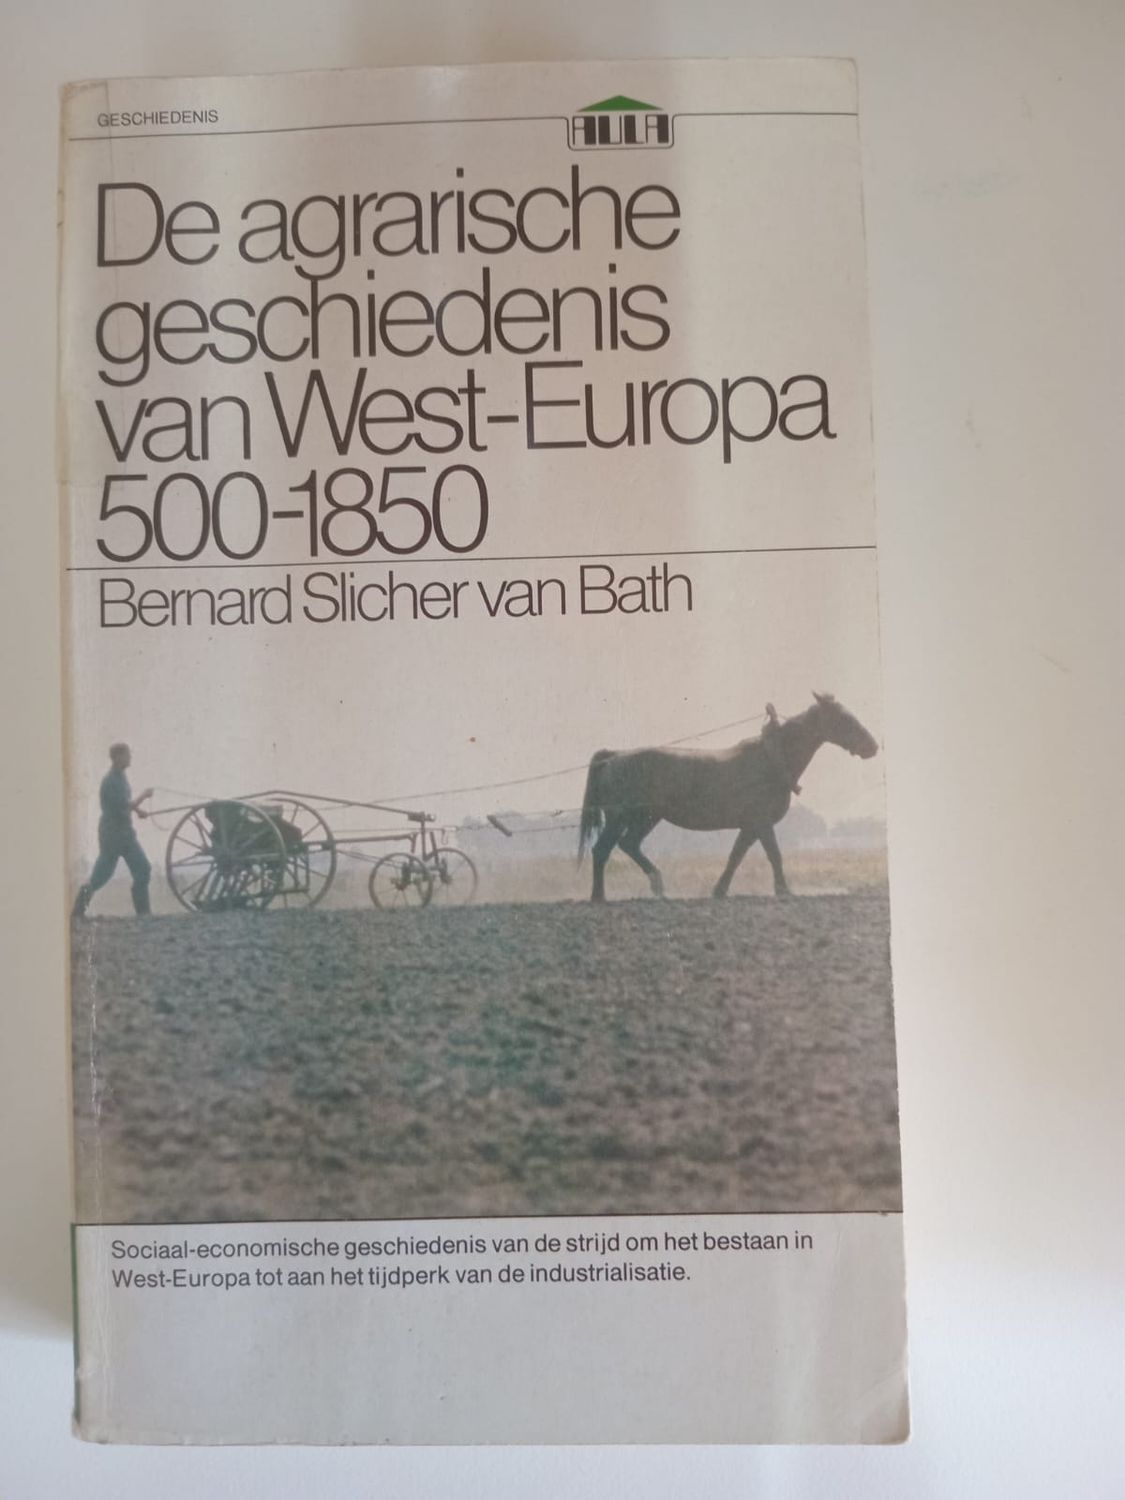 GESCHIEDENIS
AULA
De agrarische
geschiedenis
van West-Europa
500-1850
Bernard Slicher van Bath
Sociaal-economische geschiedenis van de strijd om het bestaan in
West-Europa tot aan het tijdperk van de industrialisatie.